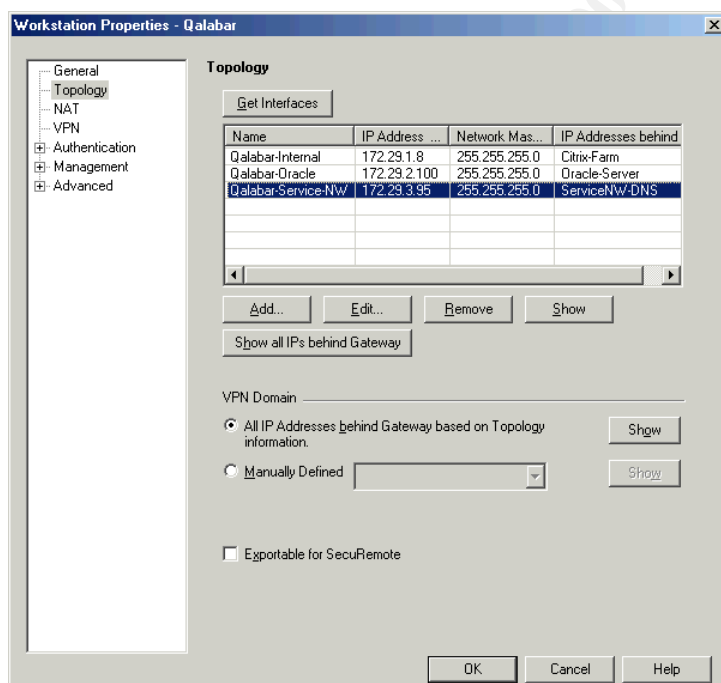 Workstation Properties - Qalabar
General
Topology
NAT
VPN
Authentication
Management
Advanced
Topology
Get Interfaces
Name IP Address ... Network Mas... IP Addresses behind
Qalabar-Internal 172.29.1.8 255.255.255.0 Citrix-Farm
Qalabar-Oracle 172.29.2.100 255.255.255.0 Oracle-Server
Qalabar-Service-NW 172.29.3.95 255.255.255.0 ServiceNW-DNS
Add... Edit... Remove Show
Show all IPs behind Gateway
VPN Domain
All IP Addresses behind Gateway based on Topology
information.
Show
Manually Defined
Show
Exportable for SecuRemote
OK Cancel Help